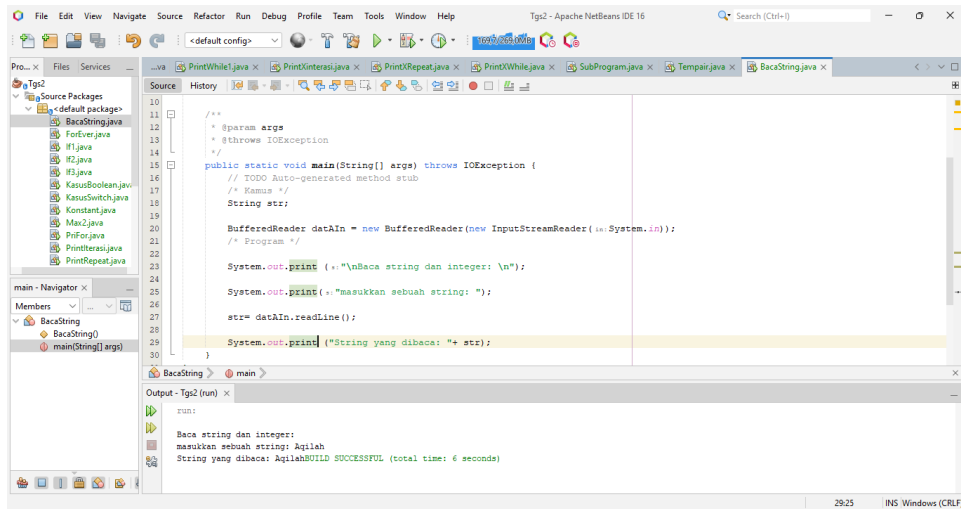 File Edit View Navigate Source Refactor Run Debug Profile Team Tools Window Help
Tgs2 - Apache NetBeans IDE 16
Search (Ctrl+I)
<default config>
Pro... × Files Services
...va PrintWhile1.java × PrintXinterasi.java × PrintXRepeat.java × PrintXWhile.java × SubProgram.java × Tempair.java × BacaString.java ×
Tgs2
Source Packages
<default package>
BacaString.java
ForEver.java
If1.java
If2.java
If3.java
KasusBoolean.java
KasusSwitch.java
Konstant.java
Max2.java
PriFor.java
PrintIterasi.java
PrintRepeat.java
main - Navigator ×
Members
...
BacaString
BacaString()
main(String[] args)
Source History
10
11 /**
12 * @param args
13 * @throws IOException
14 */
15 public static void main(String[] args) throws IOException {
16 // TODO Auto-generated method stub
17 /* Kamus */
18 String str;
19
20 BufferedReader datAIn = new BufferedReader(new InputStreamReader( in: System.in));
21 /* Program */
22
23 System.out.print ( s: "\nBaca string dan integer: \n");
24
25 System.out.print( s: "masukkan sebuah string: ");
26
27 str= datAIn.readLine();
28
29 System.out.print ("String yang dibaca: "+ str);
30 }
BacaString main
Output - Tgs2 (run) ×
run:
Baca string dan integer:
masukkan sebuah string: Aqilah
String yang dibaca: AqilahBUILD SUCCESSFUL (total time: 6 seconds)
29:25 INS Windows (CRLF